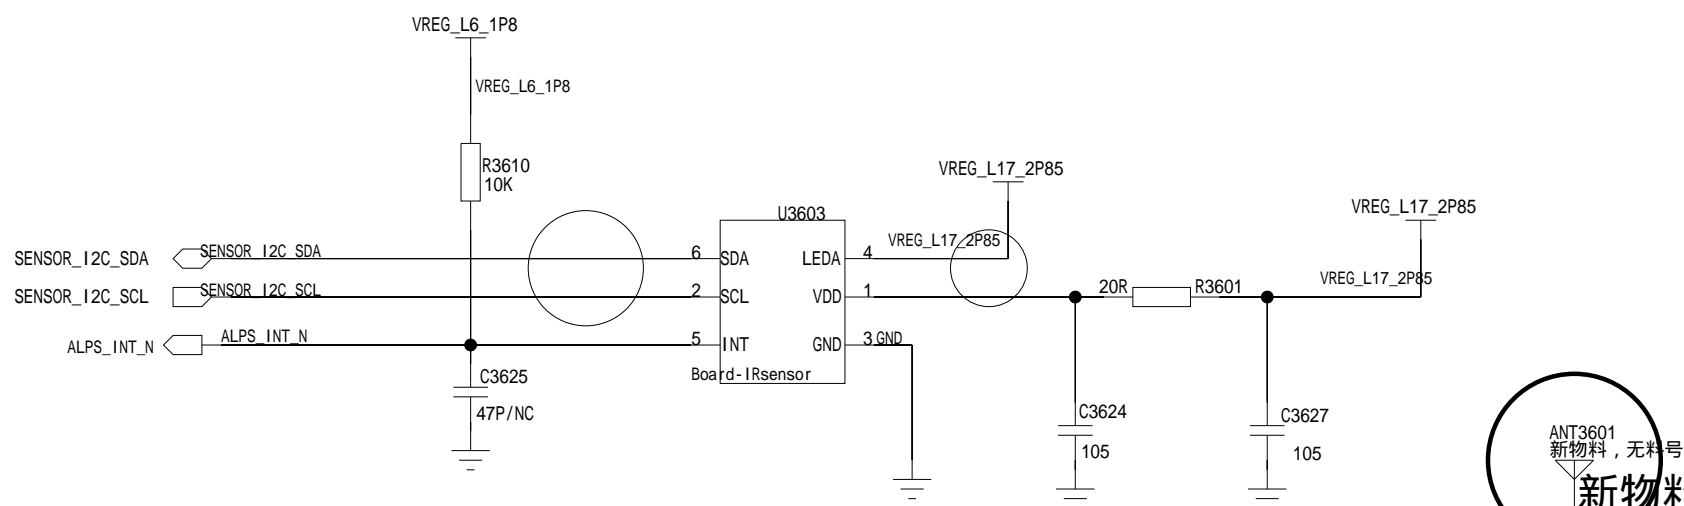 VREG_L6_1P8
VREG_L6_1P8
R3610
10K
VREG_L17_2P85
VREG_L17_2P85
U3603
VREG_L17_2P85
SENSOR_I2C_SDA
SENSOR_I2C_SDA
6
SDA
LEDA
4
VREG_L17_2P85
SENSOR_I2C_SCL
SENSOR_I2C_SCL
2
SCL
VDD
1
20R
R3601
ALPS_INT_N
ALPS_INT_N
5
INT
GND
3
GND
Board-IRsensor
C3625
47P/NC
C3624
105
C3627
105
ANT3601
新物料，无料号
新物料